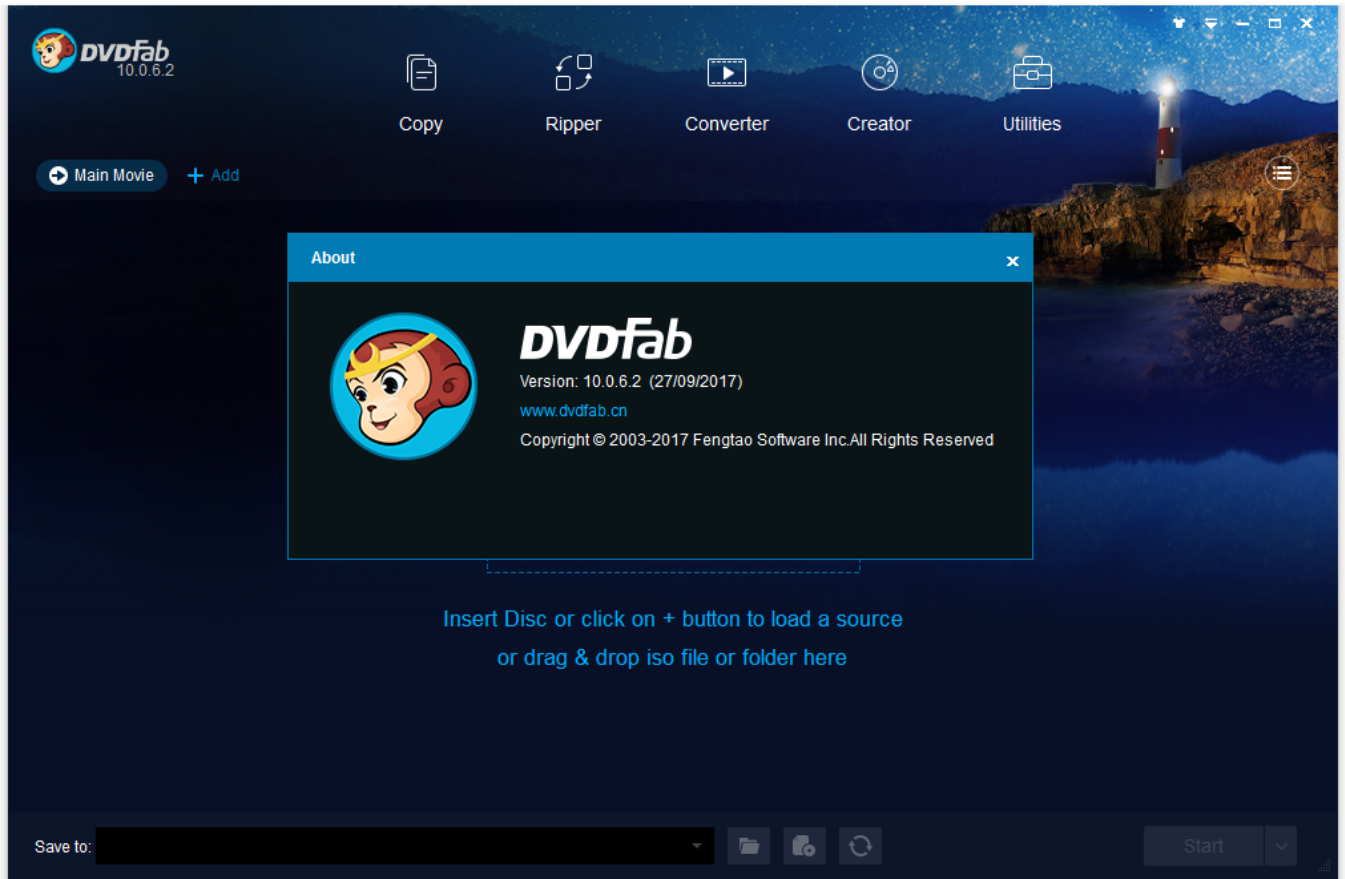 DVDFab
10.0.6.2
Copy
Ripper
Converter
Creator
Utilities
Main Movie
+ Add
About
DVDFab
Version: 10.0.6.2 (27/09/2017)
www.dvdfab.cn
Copyright © 2003-2017 Fengtao Software Inc.All Rights Reserved
Insert Disc or click on + button to load a source
or drag & drop iso file or folder here
Save to:
Start